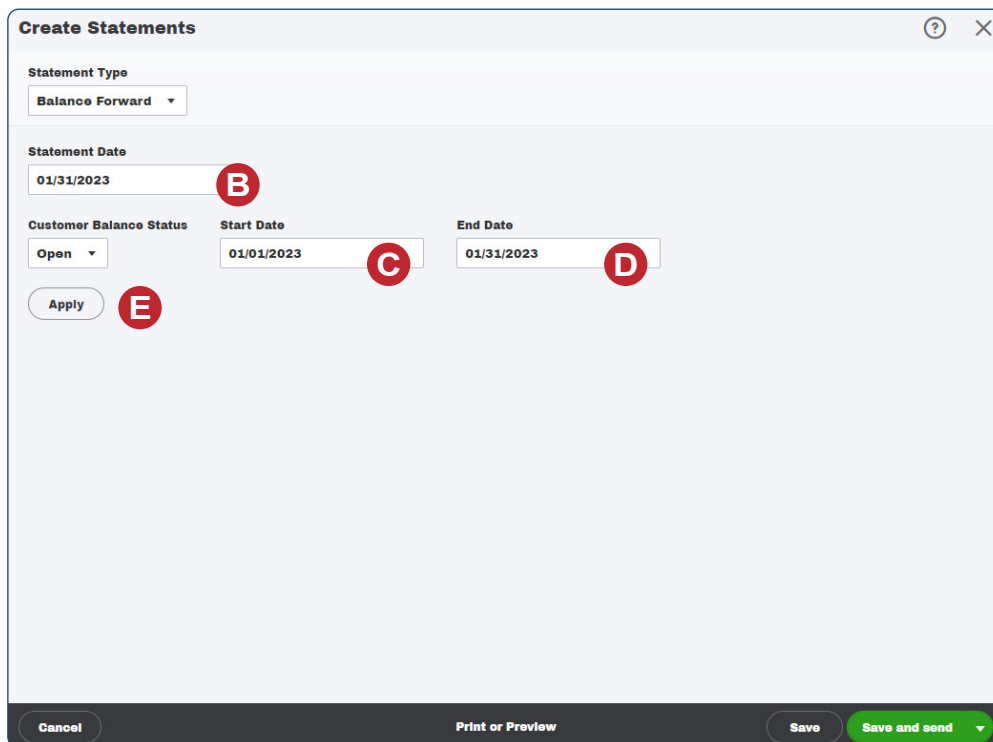 Create Statements ?
Statement Type
Balance Forward
Statement Date
01/31/2023 B
Customer Balance Status Start Date End Date
Open 01/01/2023 C 01/31/2023 D
Apply E
Cancel Print or Preview Save Save and send